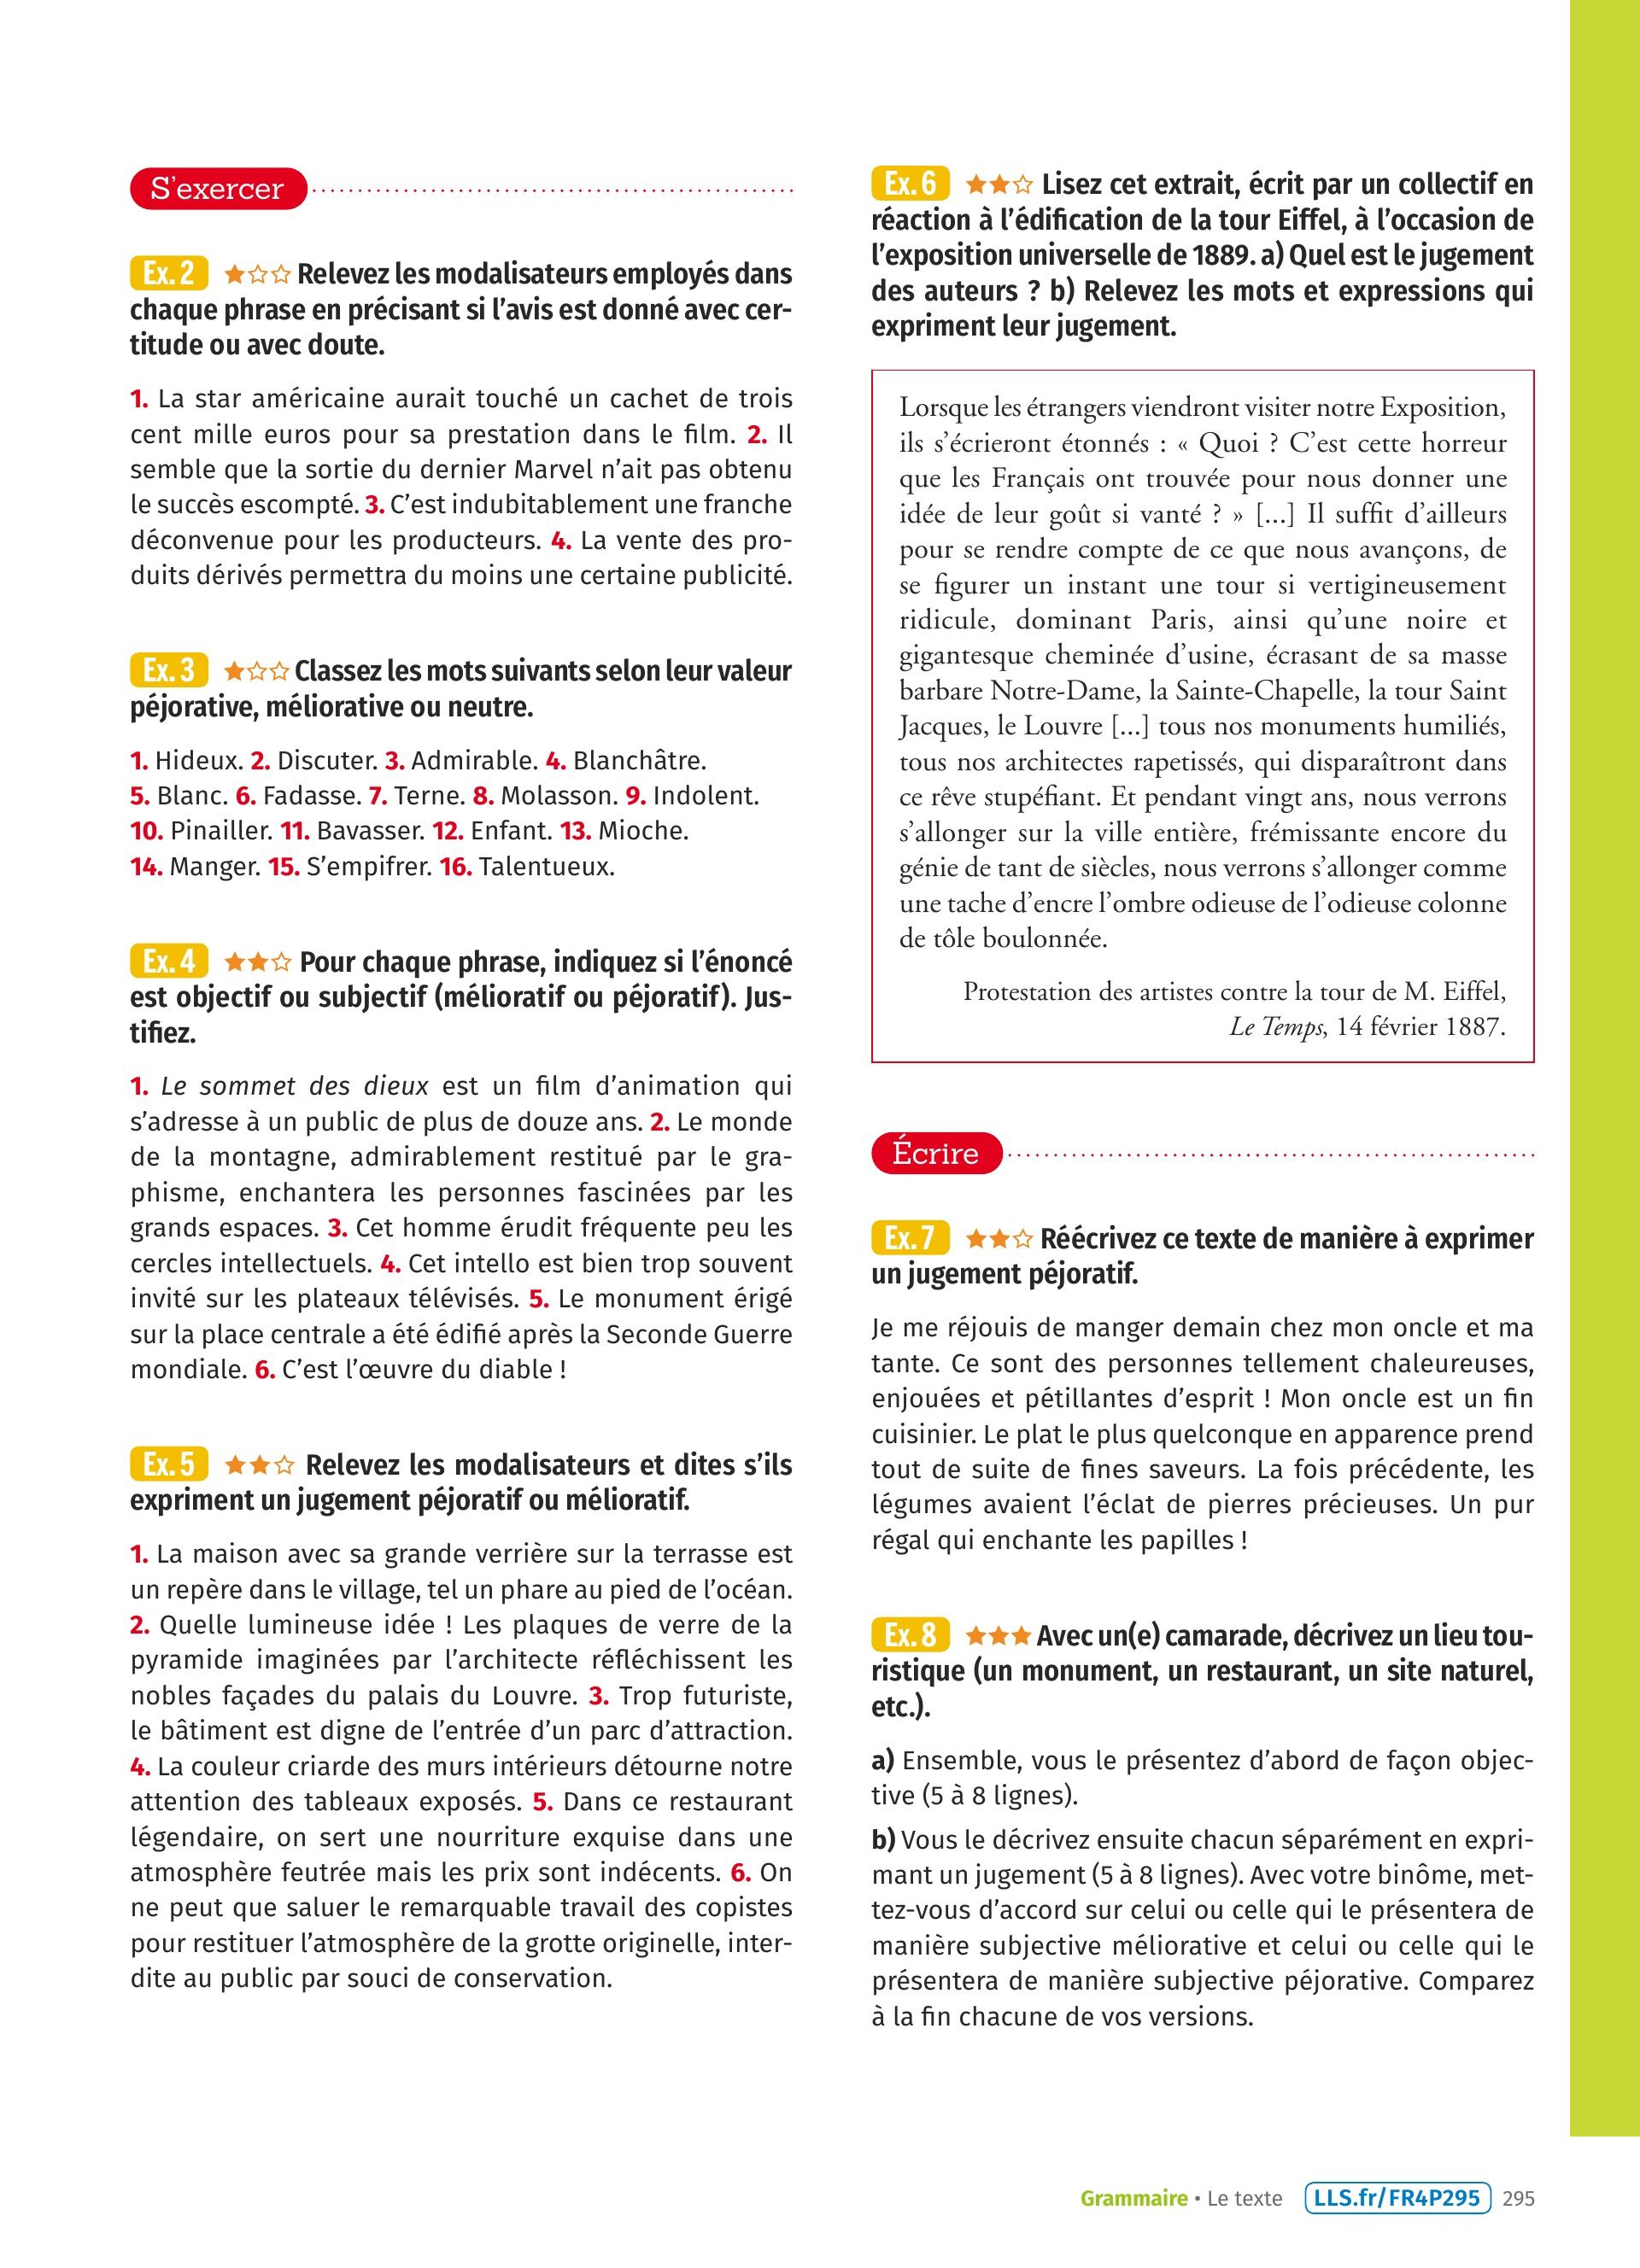 S'exercer
Ex. 2 ★☆☆ Relevez les modalisateurs employés dans
chaque phrase en précisant si l'avis est donné avec cer-
titude ou avec doute.
1. La star américaine aurait touché un cachet de trois
cent mille euros pour sa prestation dans le film. 2. Il
semble que la sortie du dernier Marvel n'ait pas obtenu
le succès escompté. 3. C'est indubitablement une franche
déconvenue pour les producteurs. 4. La vente des pro-
duits dérivés permettra du moins une certaine publicité.
Ex. 3 ★☆☆ Classez les mots suivants selon leur valeur
péjorative, méliorative ou neutre.
1. Hideux. 2. Discuter. 3. Admirable. 4. Blanchâtre.
5. Blanc. 6. Fadasse. 7. Terne. 8. Molasson. 9. Indolent.
10. Pinailler. 11. Bavasser. 12. Enfant. 13. Mioche.
14. Manger. 15. S'empifrer. 16. Talentueux.
Ex. 4 ★★☆ Pour chaque phrase, indiquez si l'énoncé
est objectif ou subjectif (mélioratif ou péjoratif). Jus-
tifiez.
1. Le sommet des dieux est un film d'animation qui
s'adresse à un public de plus de douze ans. 2. Le monde
de la montagne, admirablement restitué par le gra-
phisme, enchantera les personnes fascinées par les
grands espaces. 3. Cet homme érudit fréquente peu les
cercles intellectuels. 4. Cet intello est bien trop souvent
invité sur les plateaux télévisés. 5. Le monument érigé
sur la place centrale a été édifié après la Seconde Guerre
mondiale. 6. C'est l'œuvre du diable !
Ex. 5 ★★☆ Relevez les modalisateurs et dites s'ils
expriment un jugement péjoratif ou mélioratif.
1. La maison avec sa grande verrière sur la terrasse est
un repère dans le village, tel un phare au pied de l'océan.
2. Quelle lumineuse idée ! Les plaques de verre de la
pyramide imaginées par l'architecte réfléchissent les
nobles façades du palais du Louvre. 3. Trop futuriste,
le bâtiment est digne de l'entrée d'un parc d'attraction.
4. La couleur criarde des murs intérieurs détourne notre
attention des tableaux exposés. 5. Dans ce restaurant
légendaire, on sert une nourriture exquise dans une
atmosphère feutrée mais les prix sont indécents. 6. On
ne peut que saluer le remarquable travail des copistes
pour restituer l'atmosphère de la grotte originelle, inter-
dite au public par souci de conservation.
Ex. 6 ★★☆ Lisez cet extrait, écrit par un collectif en
réaction à l'édification de la tour Eiffel, à l'occasion de
l'exposition universelle de 1889. a) Quel est le jugement
des auteurs ? b) Relevez les mots et expressions qui
expriment leur jugement.
Lorsque les étrangers viendront visiter notre Exposition,
ils s'écrieront étonnés : « Quoi ? C'est cette horreur
que les Français ont trouvée pour nous donner une
idée de leur goût si vanté ? » [...] Il suffit d'ailleurs
pour se rendre compte de ce que nous avançons, de
se figurer un instant une tour si vertigineusement
ridicule, dominant Paris, ainsi qu'une noire et
gigantesque cheminée d'usine, écrasant de sa masse
barbare Notre-Dame, la Sainte-Chapelle, la tour Saint
Jacques, le Louvre [...] tous nos monuments humiliés,
tous nos architectes rapetissés, qui disparaîtront dans
ce rêve stupéfiant. Et pendant vingt ans, nous verrons
s'allonger sur la ville entière, frémissante encore du
génie de tant de siècles, nous verrons s'allonger comme
une tache d'encre l'ombre odieuse de l'odieuse colonne
de tôle boulonnée.
Protestation des artistes contre la tour de M. Eiffel,
Le Temps, 14 février 1887.
Écrire
Ex. 7 ★★☆ Réécrivez ce texte de manière à exprimer
un jugement péjoratif.
Je me réjouis de manger demain chez mon oncle et ma
tante. Ce sont des personnes tellement chaleureuses,
enjouées et pétillantes d'esprit ! Mon oncle est un fin
cuisinier. Le plat le plus quelconque en apparence prend
tout de suite de fines saveurs. La fois précédente, les
légumes avaient l'éclat de pierres précieuses. Un pur
régal qui enchante les papilles !
Ex. 8 ★★★ Avec un(e) camarade, décrivez un lieu tou-
ristique (un monument, un restaurant, un site naturel,
etc.).
a) Ensemble, vous le présentez d'abord de façon objec-
tive (5 à 8 lignes).
b) Vous le décrivez ensuite chacun séparément en expri-
mant un jugement (5 à 8 lignes). Avec votre binôme, met-
tez-vous d'accord sur celui ou celle qui le présentera de
manière subjective méliorative et celui ou celle qui le
présentera de manière subjective péjorative. Comparez
à la fin chacune de vos versions.
Grammaire • Le texte LLS.fr/FR4P295 295